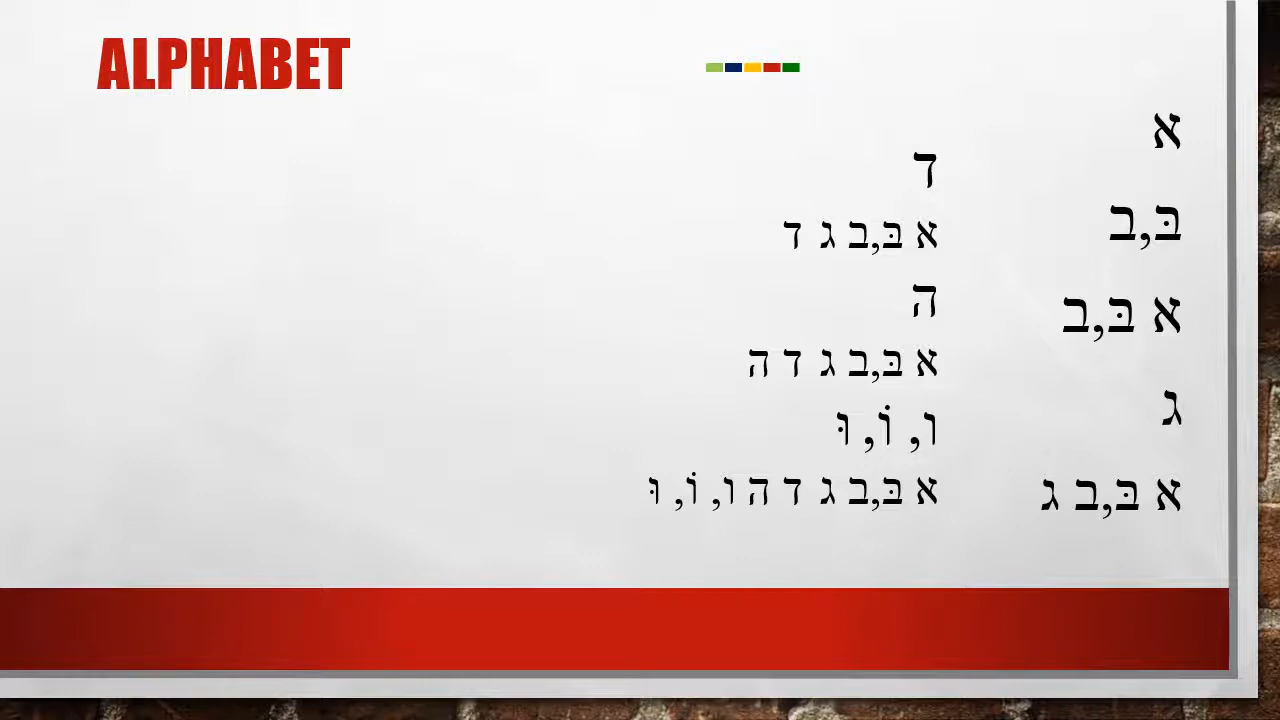 ALPHABET
א
בּ,ב
א בּ,ב
ג
א בּ,ב ג
ד
א בּ,ב ג ד
ה
א בּ,ב ג ד ה
ו, וֹ, וּ
א בּ,ב ג ד ה ו, וֹ, וּ